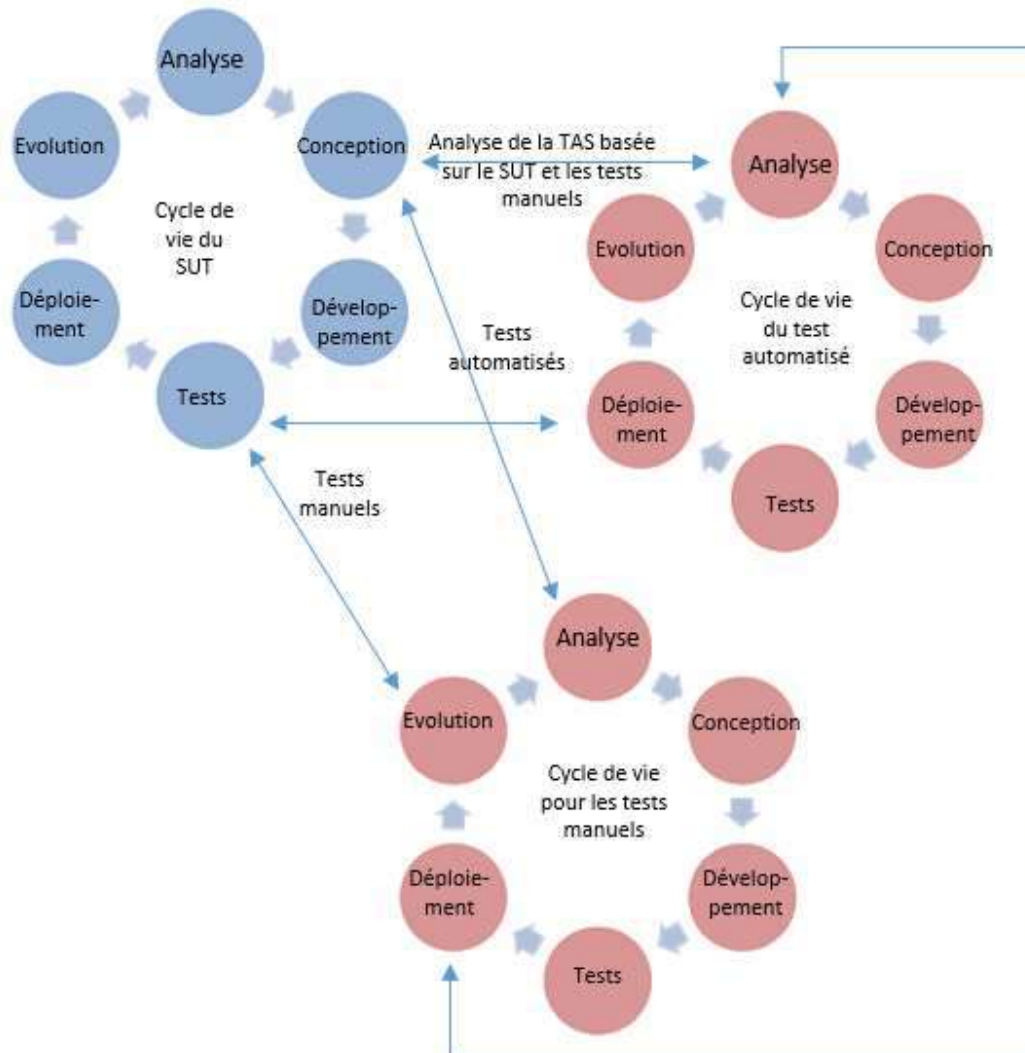 Analyse
Evolution
Conception
Cycle de
vie du
SUT
Déploie-
ment
Dévelop-
pement
Tests
Analyse de la TAS basée
sur le SUT et les tests
manuels
Tests
automatisés
Tests
manuels
Analyse
Evolution
Conception
Cycle de vie
du test
automatisé
Déploie-
ment
Dévelop-
pement
Tests
Analyse
Evolution
Conception
Cycle de vie
pour les tests
manuels
Déploie-
ment
Dévelop-
pement
Tests